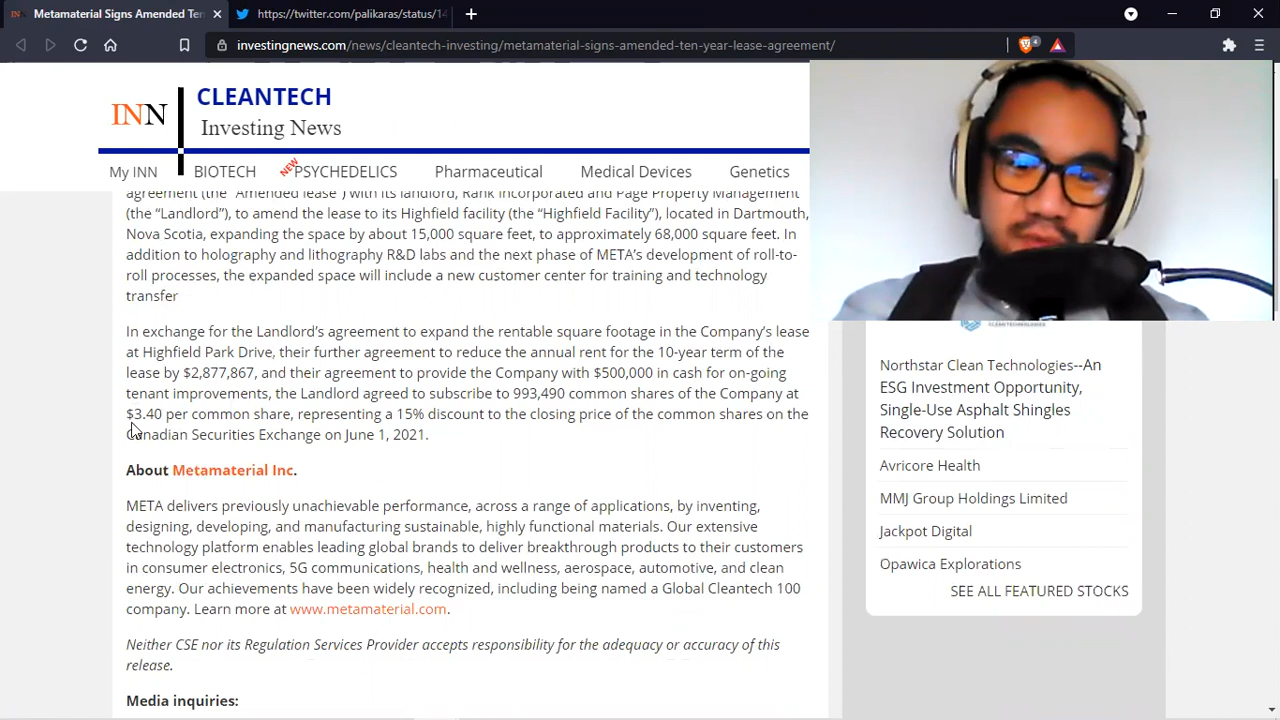 Metamaterial Signs Amended Ten
https://twitter.com/palikaras/status/14
investingnews.com/news/cleantech-investing/metamaterial-signs-amended-ten-year-lease-agreement/
4
INN
CLEANTECH
Investing News
My INN
BIOTECH
NEW
PSYCHEDELICS
Pharmaceutical
Medical Devices
Genetics
agreement (the "Amended lease") with its landlord, Rank Incorporated and Page Property Management
(the “Landlord”), to amend the lease to its Highfield facility (the “Highfield Facility”), located in Dartmouth,
Nova Scotia, expanding the space by about 15,000 square feet, to approximately 68,000 square feet. In
addition to holography and lithography R&D labs and the next phase of META’s development of roll-to-
roll processes, the expanded space will include a new customer center for training and technology
transfer
In exchange for the Landlord’s agreement to expand the rentable square footage in the Company’s lease
at Highfield Park Drive, their further agreement to reduce the annual rent for the 10-year term of the
lease by $2,877,867, and their agreement to provide the Company with $500,000 in cash for on-going
tenant improvements, the Landlord agreed to subscribe to 993,490 common shares of the Company at
$3.40 per common share, representing a 15% discount to the closing price of the common shares on the
Canadian Securities Exchange on June 1, 2021.
About Metamaterial Inc.
META delivers previously unachievable performance, across a range of applications, by inventing,
designing, developing, and manufacturing sustainable, highly functional materials. Our extensive
technology platform enables leading global brands to deliver breakthrough products to their customers
in consumer electronics, 5G communications, health and wellness, aerospace, automotive, and clean
energy. Our achievements have been widely recognized, including being named a Global Cleantech 100
company. Learn more at www.metamaterial.com.
Neither CSE nor its Regulation Services Provider accepts responsibility for the adequacy or accuracy of this
release.
Media inquiries:
Northstar Clean Technologies--An
ESG Investment Opportunity,
Single-Use Asphalt Shingles
Recovery Solution
Avricore Health
MMJ Group Holdings Limited
Jackpot Digital
Opawica Explorations
SEE ALL FEATURED STOCKS